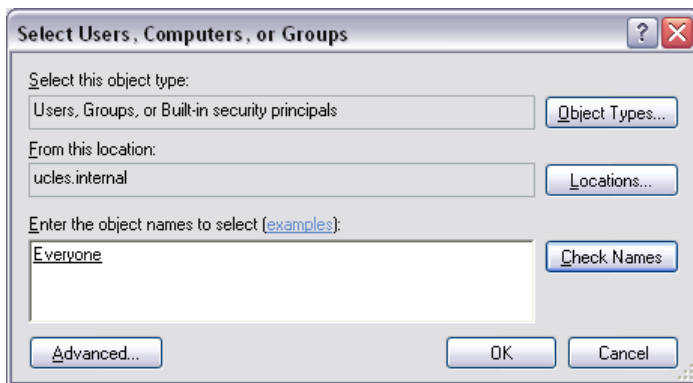 Select Users, Computers, or Groups
Select this object type:
Users, Groups, or Built-in security principals
Object Types...
From this location:
ucles.internal
Locations...
Enter the object names to select (examples):
Everyone
Check Names
Advanced...
OK
Cancel